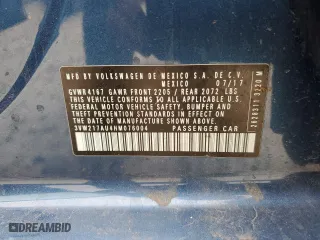 MFD. BY VOLKSWAGEN DE MEXICO S.A. DE C.V.
MEXICO 07/17
GVWR 4167 GAWR FRONT 2205 / REAR 2072 LBS
THIS VEHICLE CONFORMS TO ALL APPLICABLE U.S.
FEDERAL MOTOR VEHICLE SAFETY, BUMPER, AND
THEFT PREVENTION STANDARDS IN EFFECT ON THE
DATE OF MANUFACTURE SHOWN ABOVE.
3VW217AU4HM076004 PASSENGER CAR
DREAMBID